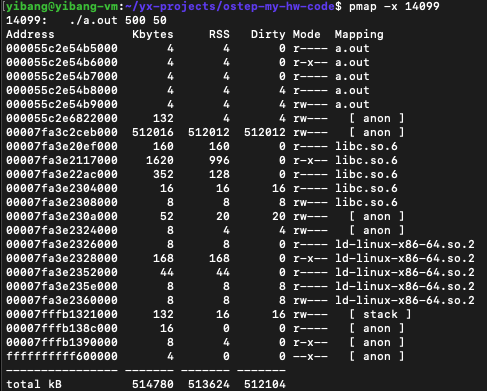 yibang@yibang-vm:~/yx-projects/ostep-my-hw-code$ pmap -x 14099
14099:   ./a.out 500 50
Address           Kbytes     RSS   Dirty Mode  Mapping
000055c2e54b5000       4       4       0 r---- a.out
000055c2e54b6000       4       4       0 r-x-- a.out
000055c2e54b7000       4       4       0 r---- a.out
000055c2e54b8000       4       4       4 r---- a.out
000055c2e54b9000       4       4       4 rw--- a.out
000055c2e6822000     132       4       4 rw---   [ anon ]
00007fa3c2ceb000  512016  512012  512012 rw---   [ anon ]
00007fa3e20ef000     160     160       0 r---- libc.so.6
00007fa3e2117000    1620     996       0 r-x-- libc.so.6
00007fa3e22ac000     352     128       0 r---- libc.so.6
00007fa3e2304000      16      16      16 r---- libc.so.6
00007fa3e2308000       8       8       8 rw--- libc.so.6
00007fa3e230a000      52      20      20 rw---   [ anon ]
00007fa3e2324000       8       4       4 rw---   [ anon ]
00007fa3e2326000       8       8       0 r---- ld-linux-x86-64.so.2
00007fa3e2328000     168     168       0 r-x-- ld-linux-x86-64.so.2
00007fa3e2352000      44      44       0 r---- ld-linux-x86-64.so.2
00007fa3e235e000       8       8       8 r---- ld-linux-x86-64.so.2
00007fa3e2360000       8       8       8 rw--- ld-linux-x86-64.so.2
00007fffb1321000     132      16      16 rw---   [ stack ]
00007fffb138c000      16       0       0 r----   [ anon ]
00007fffb1390000       8       4       0 r-x--   [ anon ]
ffffffffff600000       4       0       0 --x--   [ anon ]
---------------- ------- ------- -------
total kB          514780  513624  512104